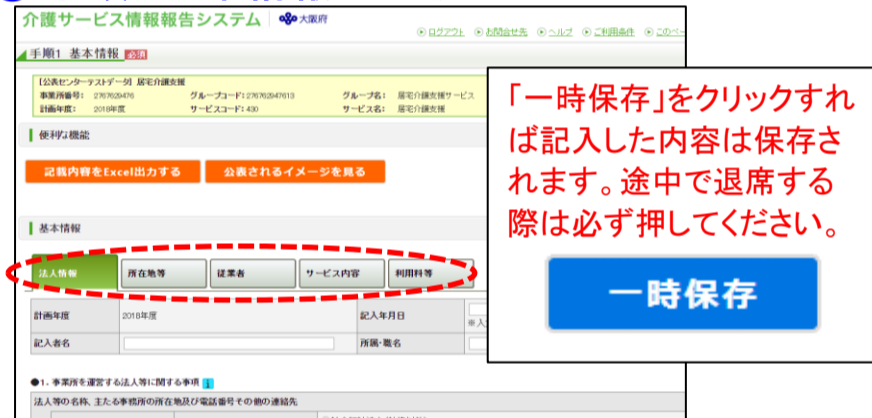 介護サービス情報報告システム 大阪府
ログアウト お問合せ先 ヘルプ ご利用条件 このペー
手順1 基本情報 必須
【公表センターテストデータ】 居宅介護支援
事業所番号: 2767629476 グループコード: 276762947613 グループ名: 居宅介護支援サービス
計画年度: 2018年度 サービスコード: 430 サービス名: 居宅介護支援
便利な機能
記載内容をExcel出力する 公表されるイメージを見る
基本情報
法人情報 所在地等 従業者 サービス内容 利用料等
計画年度 2018年度 記入年月日
※入
記入者名 所属・職名
●1. 事業所を運営する法人等に関する事項
法人等の名称、主たる事務所の所在地及び電話番号その他の連絡先
「一時保存」をクリックすれ
ば記入した内容は保存さ
れます。途中で退席する
際は必ず押してください。
一時保存